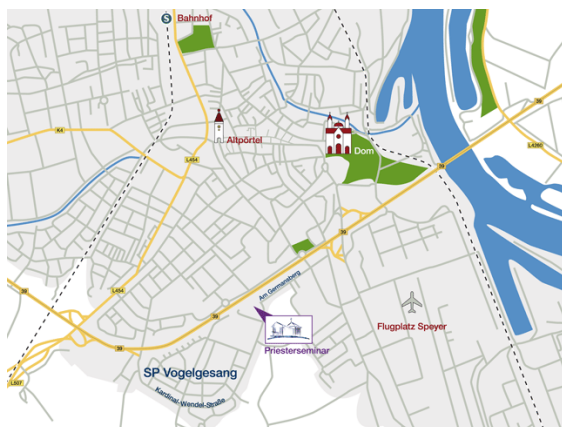 S
Bahnhof
39
K4
Altpörtel
Dom
L454
L4260
39
39
Am Germansberg
L454
39
39
Flugplatz Speyer
39
Priesterseminar
SP Vogelgesang
L507
Kardinal-Wendel-Straße